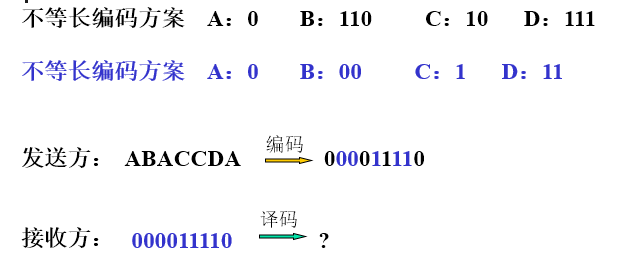 不等长编码方案 A：0 B：110 C：10 D：111
不等长编码方案 A：0 B：00 C：1 D：11
发送方： ABACCDA 编码 000011110
接收方： 000011110 译码 ?